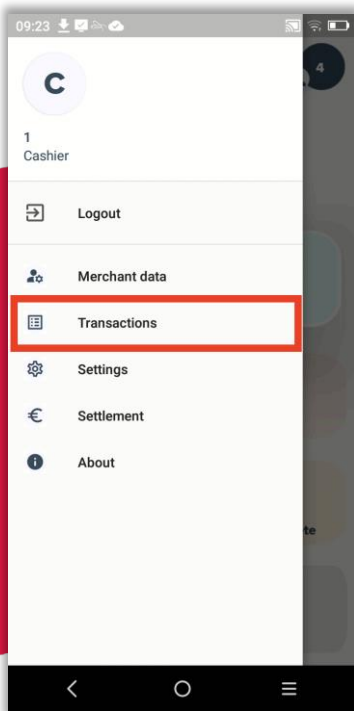 09:23
4
C
1
Cashier
Logout
Merchant data
Transactions
Settings
€ Settlement
About
te